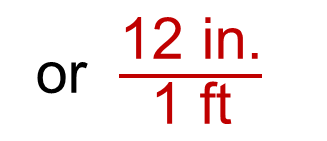 or 12 in.
1 ft